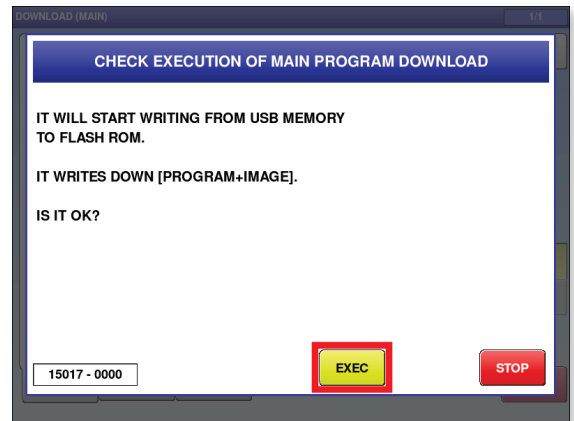 DOWNLOAD (MAIN)
1/1
CHECK EXECUTION OF MAIN PROGRAM DOWNLOAD
IT WILL START WRITING FROM USB MEMORY
TO FLASH ROM.
IT WRITES DOWN [PROGRAM+IMAGE].
IS IT OK?
15017 - 0000
EXEC
STOP